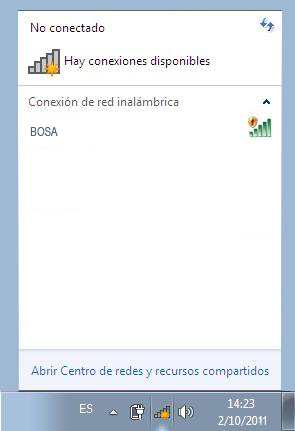 No conectado
Hay conexiones disponibles
Conexión de red inalámbrica
BOSA
Abrir Centro de redes y recursos compartidos
ES
14:23
2/10/2011